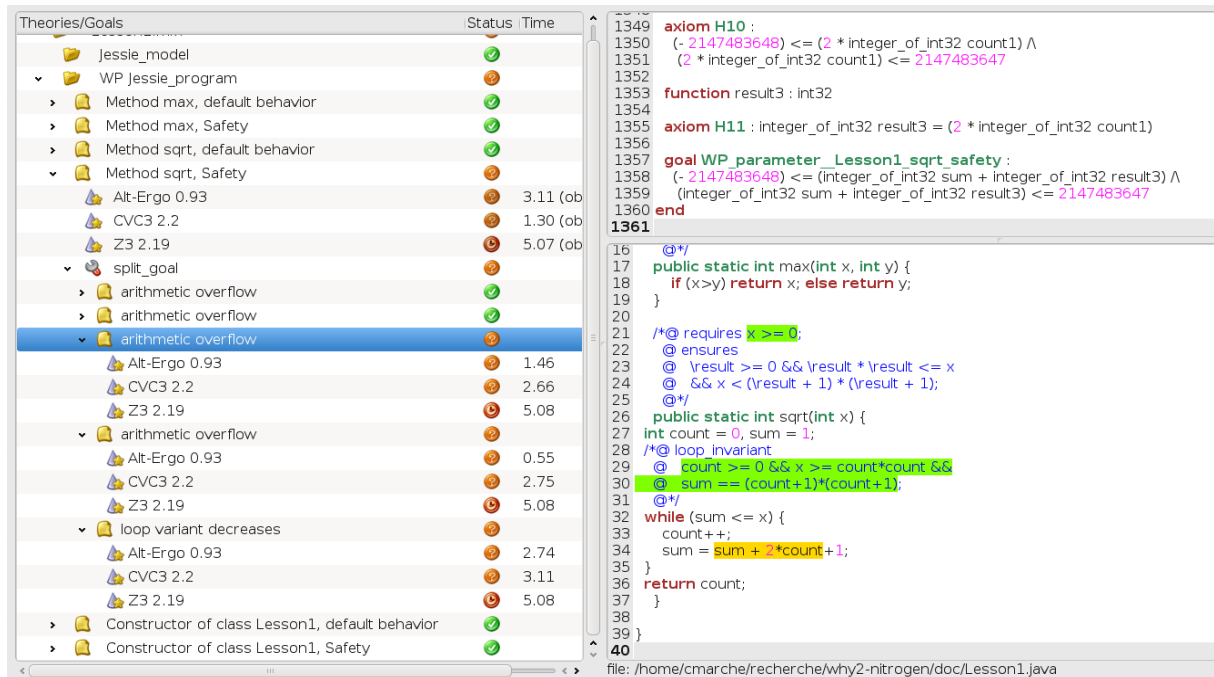 Theories/Goals Status Time
Jessie_model
WP Jessie_program
Method max, default behavior
Method max, Safety
Method sqrt, default behavior
Method sqrt, Safety
Alt-Ergo 0.93 3.11 (ob
CVC3 2.2 1.30 (ob
Z3 2.19 5.07 (ob
split_goal
arithmetic overflow
arithmetic overflow
arithmetic overflow
Alt-Ergo 0.93 1.46
CVC3 2.2 2.66
Z3 2.19 5.08
arithmetic overflow
Alt-Ergo 0.93 0.55
CVC3 2.2 2.75
Z3 2.19 5.08
loop variant decreases
Alt-Ergo 0.93 2.74
CVC3 2.2 3.11
Z3 2.19 5.08
Constructor of class Lesson1, default behavior
Constructor of class Lesson1, Safety
1349 axiom H10 :
1350 (- 2147483648) <= (2 * integer_of_int32 count1) /\
1351 (2 * integer_of_int32 count1) <= 2147483647
1352
1353 function result3 : int32
1354
1355 axiom H11 : integer_of_int32 result3 = (2 * integer_of_int32 count1)
1356
1357 goal WP_parameter__Lesson1_sqrt_safety :
1358 (- 2147483648) <= (integer_of_int32 sum + integer_of_int32 result3) /\
1359 (integer_of_int32 sum + integer_of_int32 result3) <= 2147483647
1360 end
1361
16 @*/
17 public static int max(int x, int y) {
18 if (x>y) return x; else return y;
19 }
20
21 /*@ requires x >= 0;
22 @ ensures
23 @ \result >= 0 && \result * \result <= x
24 @ && x < (\result + 1) * (\result + 1);
25 @*/
26 public static int sqrt(int x) {
27 int count = 0, sum = 1;
28 /*@ loop_invariant
29 @ count >= 0 && x >= count*count &&
30 @ sum == (count+1)*(count+1);
31 @*/
32 while (sum <= x) {
33 count++;
34 sum = sum + 2*count+1;
35 }
36 return count;
37 }
38
39 }
40
file: /home/cmarche/recherche/why2-nitrogen/doc/Lesson1.java